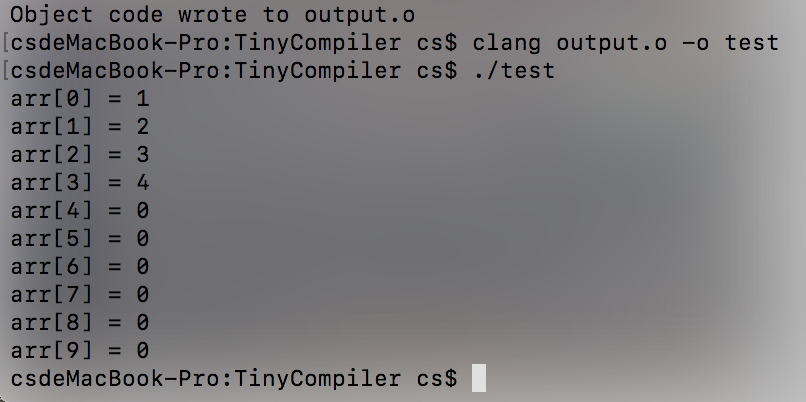 Object code wrote to output.o
[csdeMacBook-Pro:TinyCompiler cs$ clang output.o -o test
[csdeMacBook-Pro:TinyCompiler cs$ ./test
arr[0] = 1
arr[1] = 2
arr[2] = 3
arr[3] = 4
arr[4] = 0
arr[5] = 0
arr[6] = 0
arr[7] = 0
arr[8] = 0
arr[9] = 0
csdeMacBook-Pro:TinyCompiler cs$